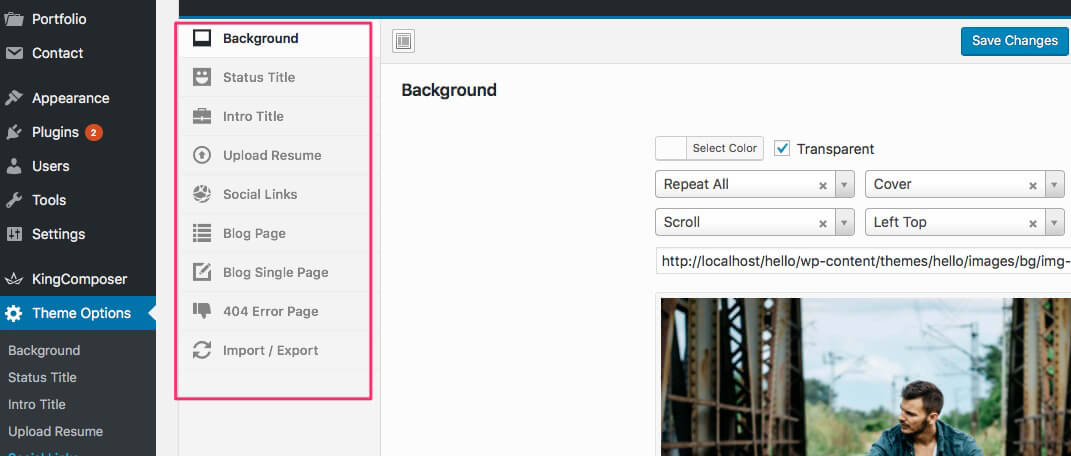 Portfolio
Contact
Appearance
Plugins 2
Users
Tools
Settings
KingComposer
Theme Options
Background
Status Title
Intro Title
Upload Resume
Background
Status Title
Intro Title
Upload Resume
Social Links
Blog Page
Blog Single Page
404 Error Page
Import / Export
Save Changes
Background
Select Color Transparent
Repeat All × Cover ×
Scroll × Left Top ×
http://localhost/hello/wp-content/themes/hello/images/bg/img-